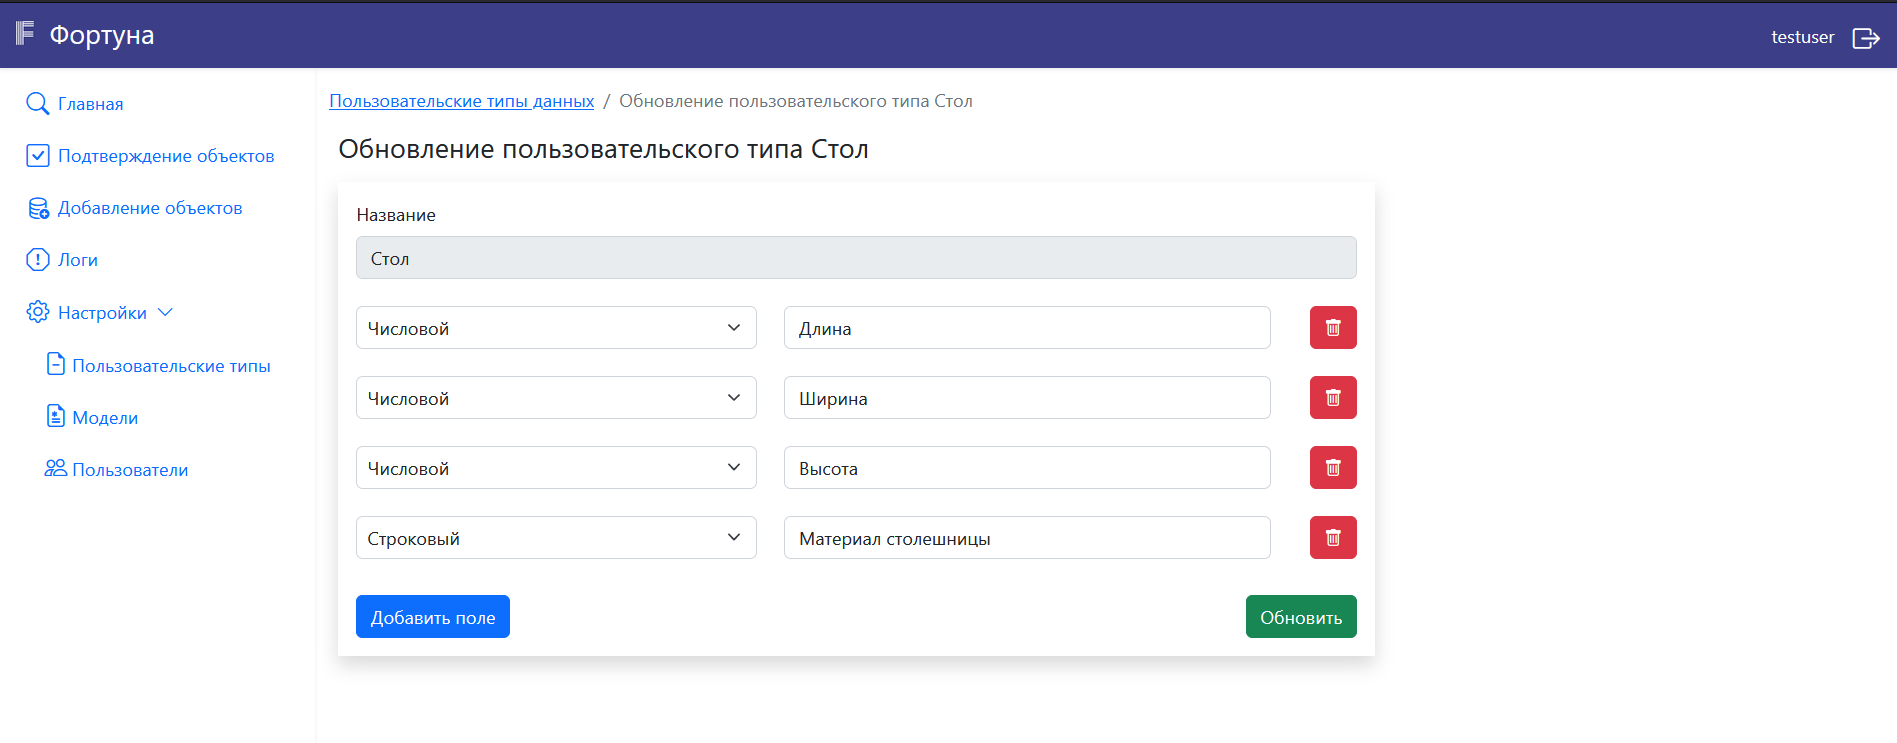 Фортуна
testuser
Главная
Подтверждение объектов
Добавление объектов
Логи
Настройки
Пользовательские типы
Модели
Пользователи
Пользовательские типы данных / Обновление пользовательского типа Стол
Обновление пользовательского типа Стол
Название
Стол
Числовой Длина
Числовой Ширина
Числовой Высота
Строковый Материал столешницы
Добавить поле Обновить